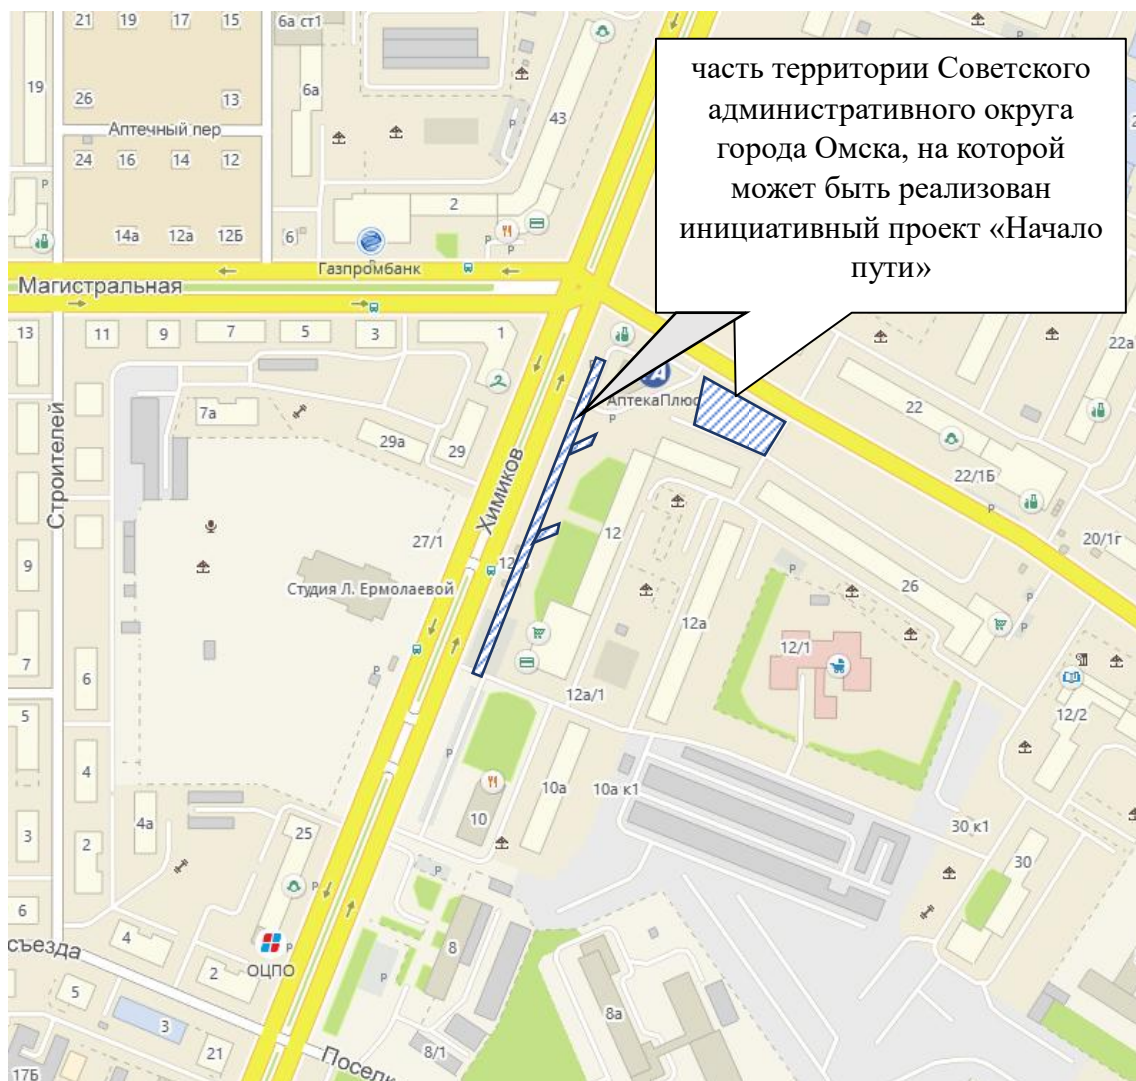 21
19
17
15
6а ст1
19
26
13
6а
43
Аптечный пер
24
16
14
12
14а
12а
12Б
6
2
часть территории Советского
административного округа
города Омска, на которой
может быть реализован
инициативный проект «Начало
пути»
Газпромбанк
Магистральная
13
11
9
7
5
3
1
22а
АптекаПлюс
7а
29а
29
22
22/1Б
Строителей
Химиков
27/1
12
20/1г
9
Студия Л. Ермолаевой
26
12а
12/1
7
6
12а/1
12/2
5
4
10а
10а к1
10
4а
25
3
2
30 к1
30
6
4
съезда
2
ОЦПО
8
5
3
8а
21
8/1
Поселк
17Б